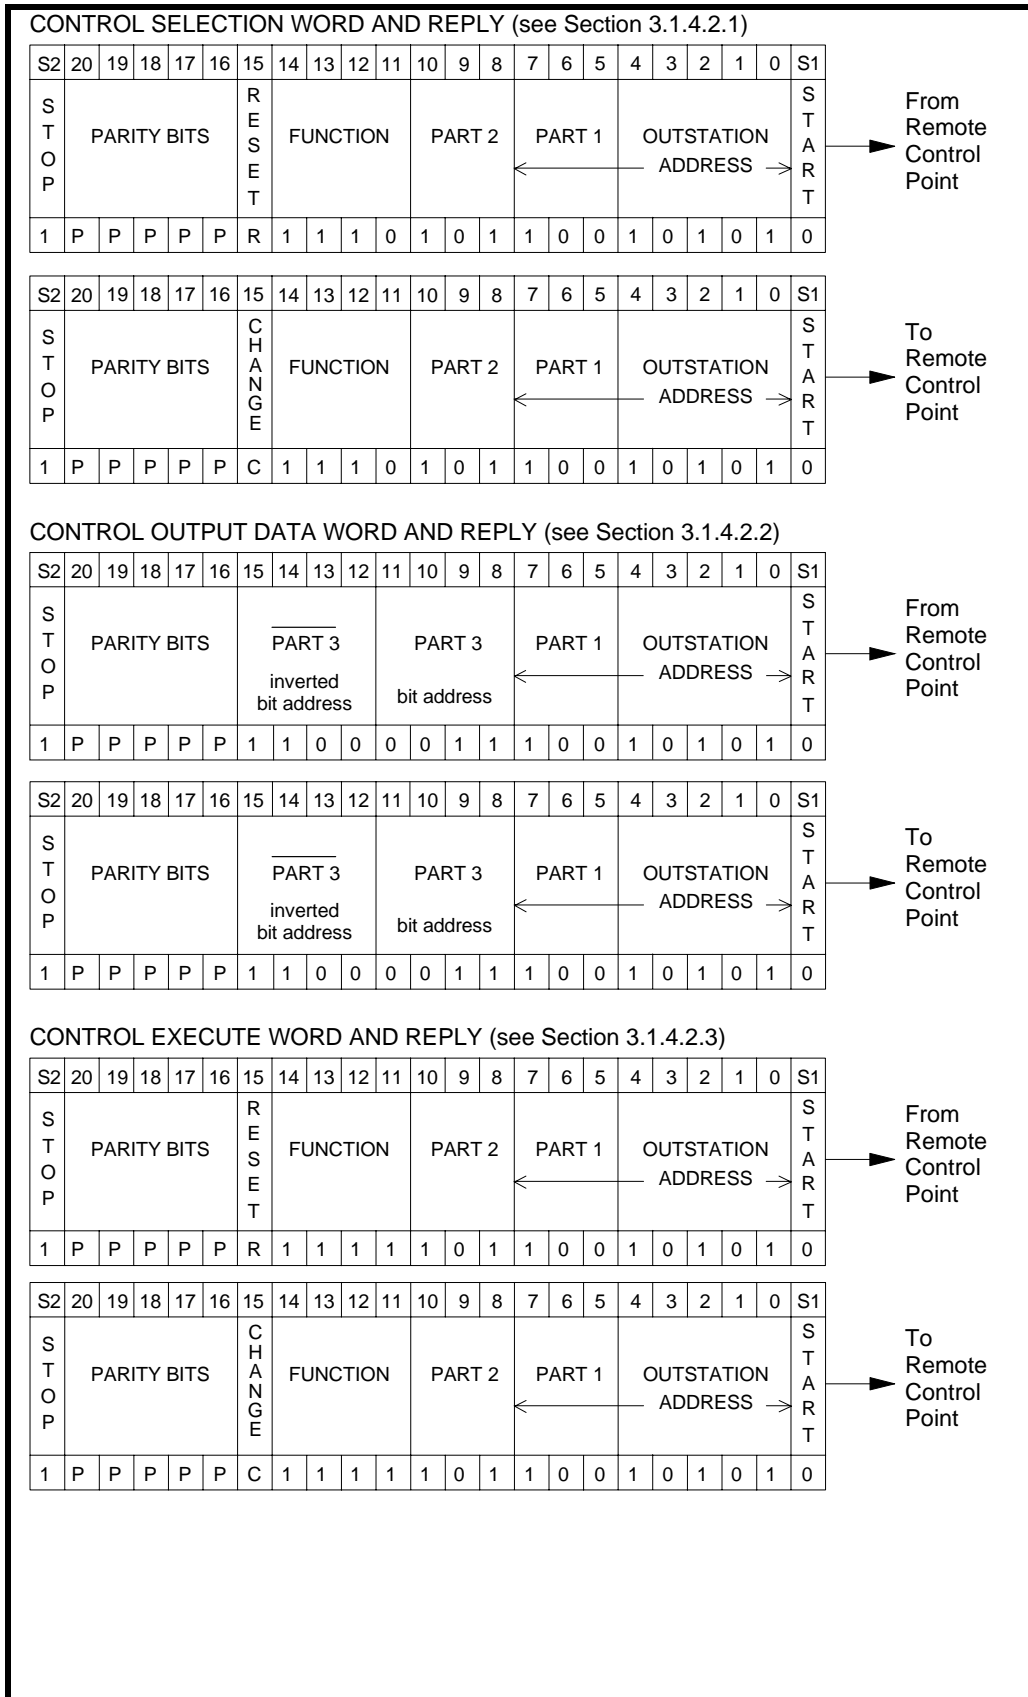 CONTROL SELECTION WORD AND REPLY (see Section 3.1.4.2.1)
S2 20 19 18 17 16 15 14 13 12 11 10 9 8 7 6 5 4 3 2 1 0 S1
STOP PARITY BITS RESET FUNCTION PART 2 PART 1 OUTSTATION ADDRESS START
From Remote Control Point
1 P P P P P R 1 1 1 0 1 0 1 1 0 0 1 0 1 0 1 0
S2 20 19 18 17 16 15 14 13 12 11 10 9 8 7 6 5 4 3 2 1 0 S1
STOP PARITY BITS CHANGE FUNCTION PART 2 PART 1 OUTSTATION ADDRESS START
To Remote Control Point
1 P P P P P C 1 1 1 0 1 0 1 1 0 0 1 0 1 0 1 0
CONTROL OUTPUT DATA WORD AND REPLY (see Section 3.1.4.2.2)
S2 20 19 18 17 16 15 14 13 12 11 10 9 8 7 6 5 4 3 2 1 0 S1
STOP PARITY BITS PART 3 inverted bit address PART 3 bit address PART 1 OUTSTATION ADDRESS START
From Remote Control Point
1 P P P P P 1 1 0 0 0 0 1 1 1 0 0 1 0 1 0 1 0
S2 20 19 18 17 16 15 14 13 12 11 10 9 8 7 6 5 4 3 2 1 0 S1
STOP PARITY BITS PART 3 inverted bit address PART 3 bit address PART 1 OUTSTATION ADDRESS START
To Remote Control Point
1 P P P P P 1 1 0 0 0 0 1 1 1 0 0 1 0 1 0 1 0
CONTROL EXECUTE WORD AND REPLY (see Section 3.1.4.2.3)
S2 20 19 18 17 16 15 14 13 12 11 10 9 8 7 6 5 4 3 2 1 0 S1
STOP PARITY BITS RESET FUNCTION PART 2 PART 1 OUTSTATION ADDRESS START
From Remote Control Point
1 P P P P P R 1 1 1 1 1 0 1 1 0 0 1 0 1 0 1 0
S2 20 19 18 17 16 15 14 13 12 11 10 9 8 7 6 5 4 3 2 1 0 S1
STOP PARITY BITS CHANGE FUNCTION PART 2 PART 1 OUTSTATION ADDRESS START
To Remote Control Point
1 P P P P P C 1 1 1 1 1 0 1 1 0 0 1 0 1 0 1 0